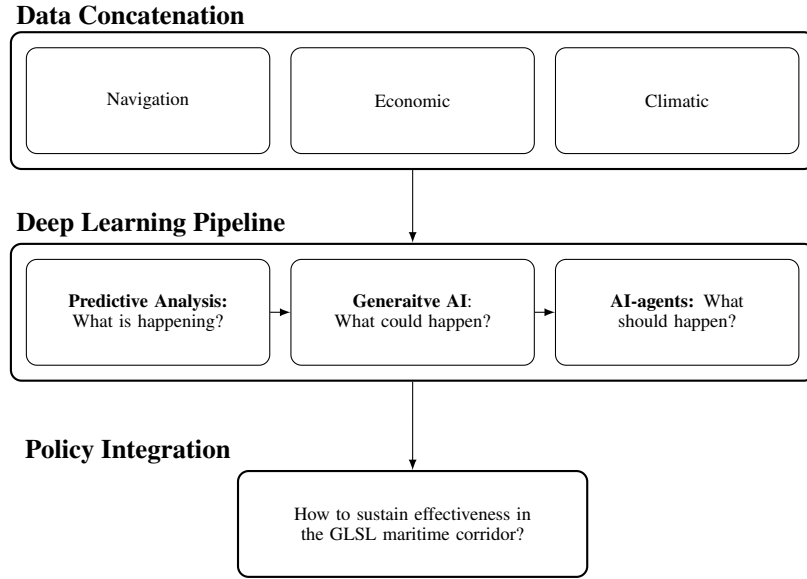 Data Concatenation
Navigation
Economic
Climatic
Deep Learning Pipeline
Predictive Analysis:
What is happening?
Generaitve AI:
What could happen?
AI-agents: What
should happen?
Policy Integration
How to sustain effectiveness in
the GLSL maritime corridor?